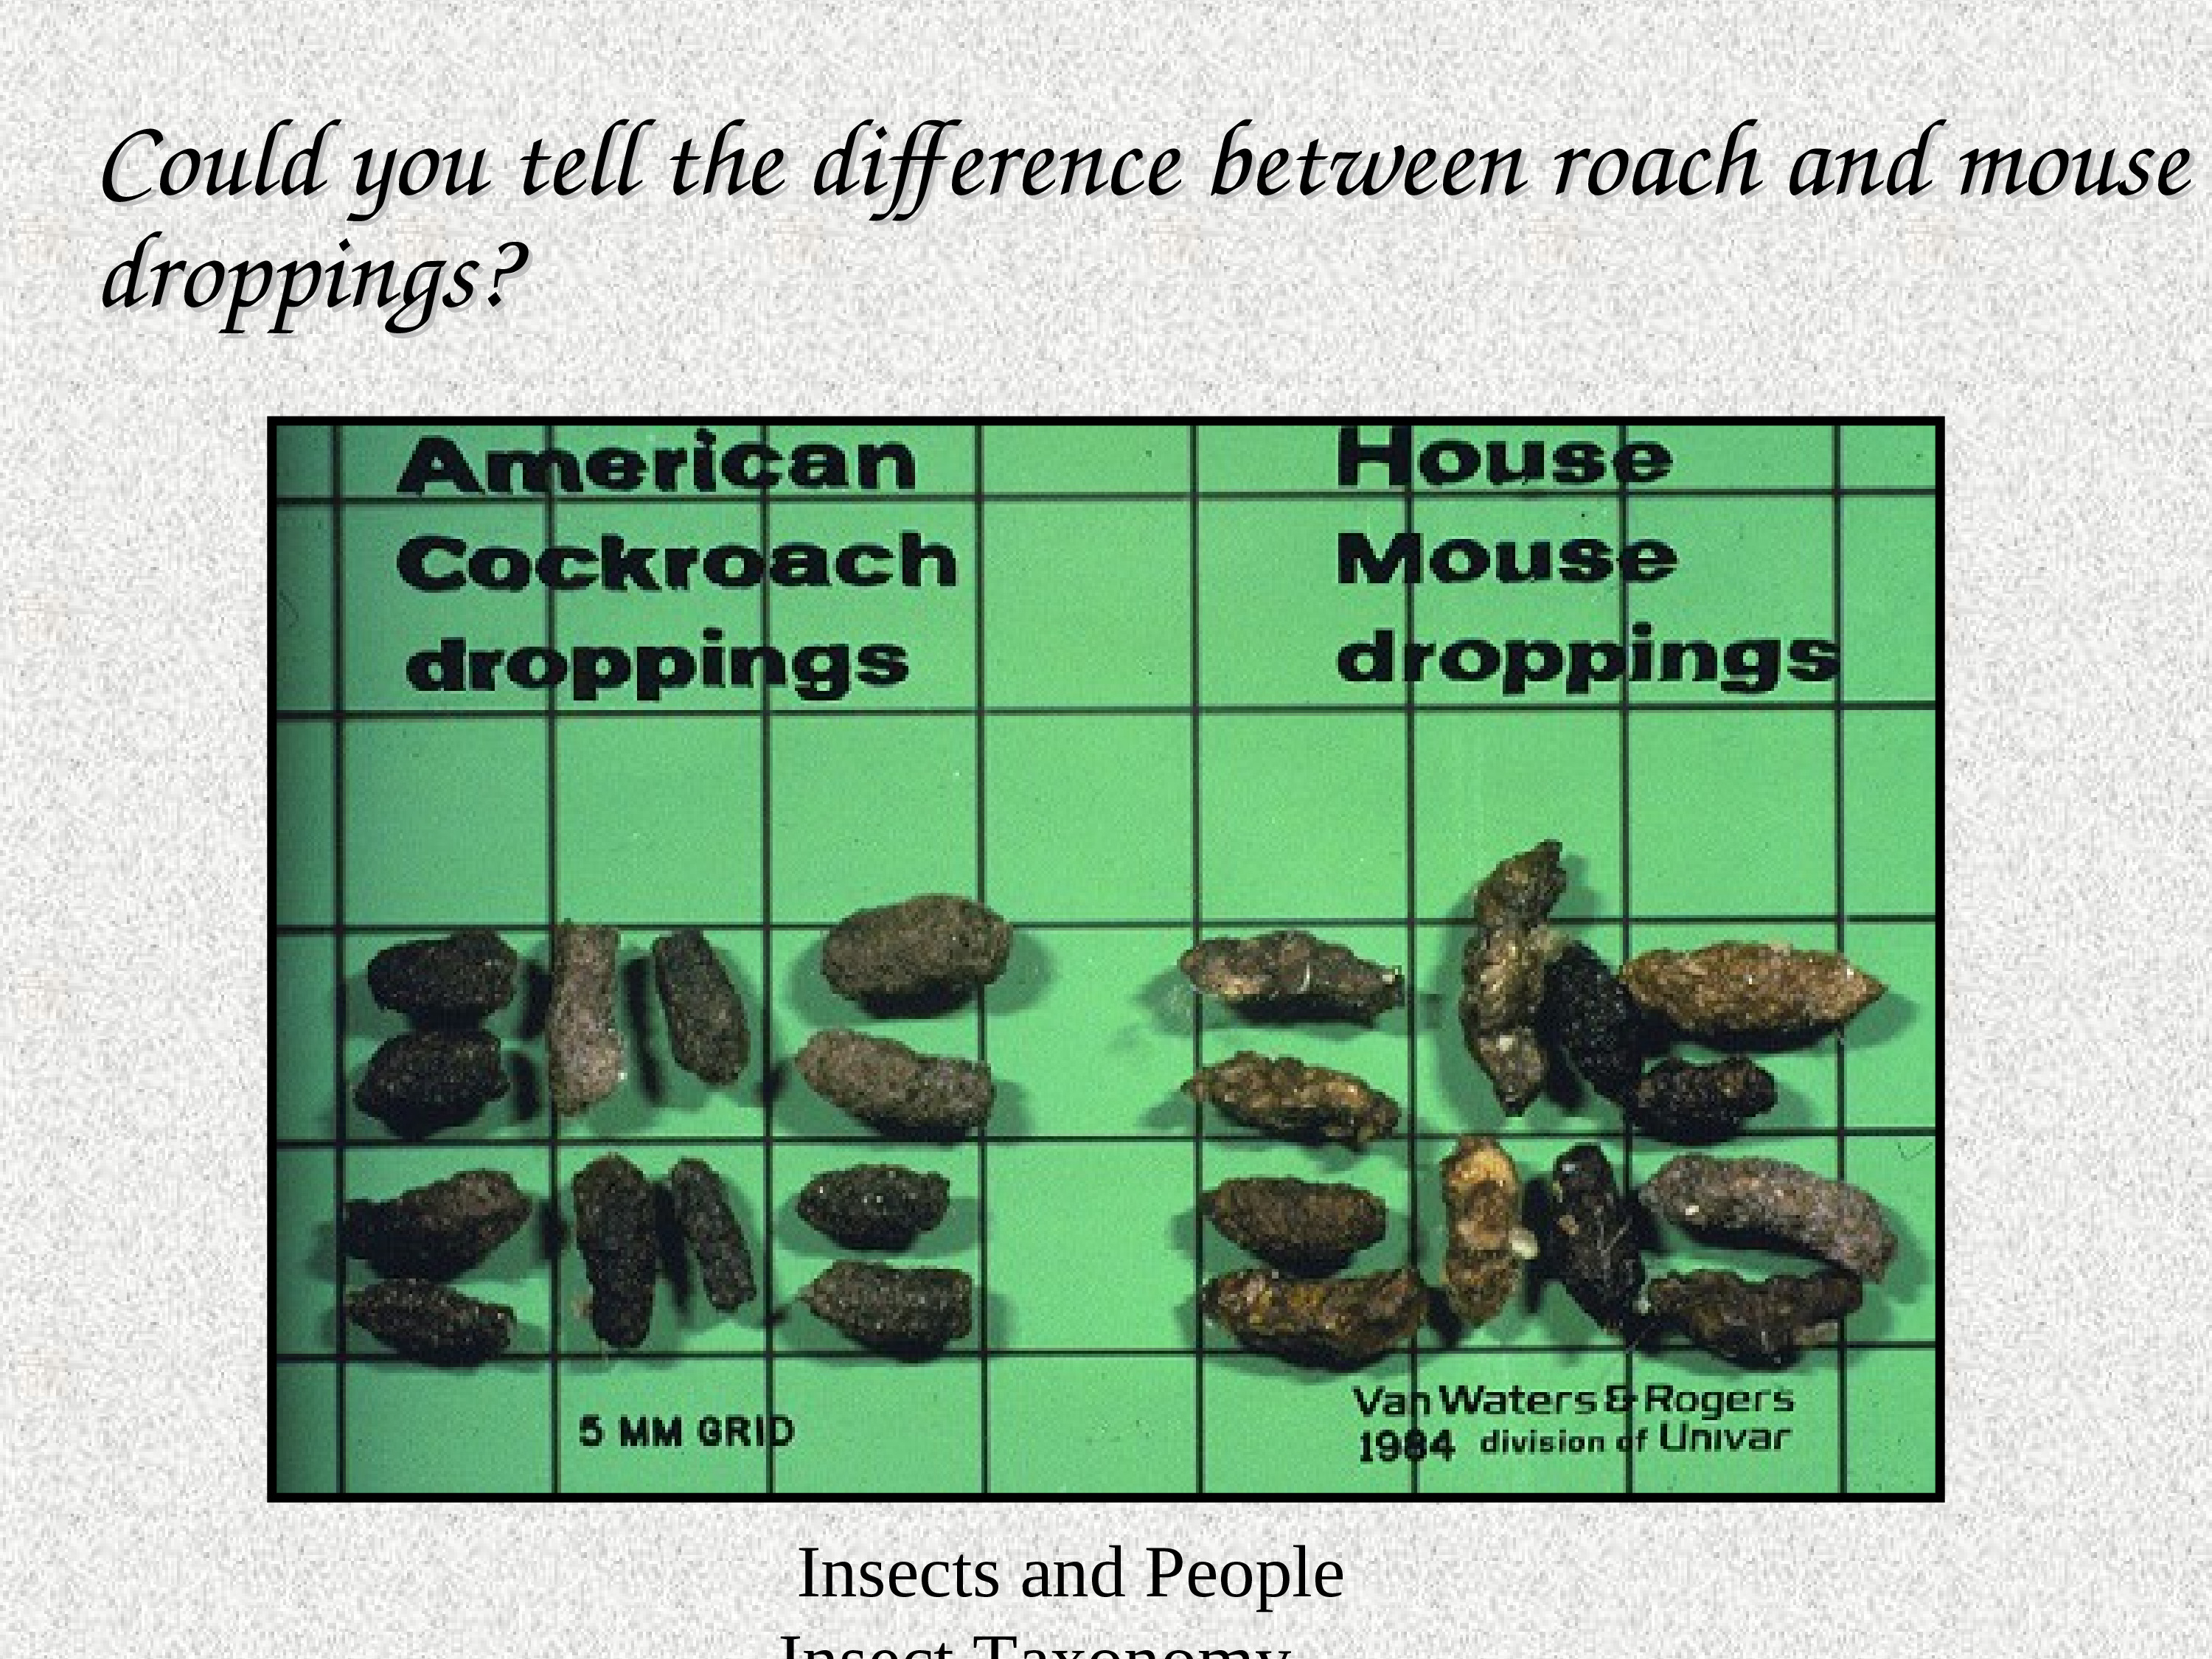 Could you tell the difference between roach and mouse
droppings?
American
Cockroach
droppings
House
Mouse
droppings
5 MM GRID
Van Waters & Rogers
1984 division of Univar
Insects and People
Insect Taxonomy